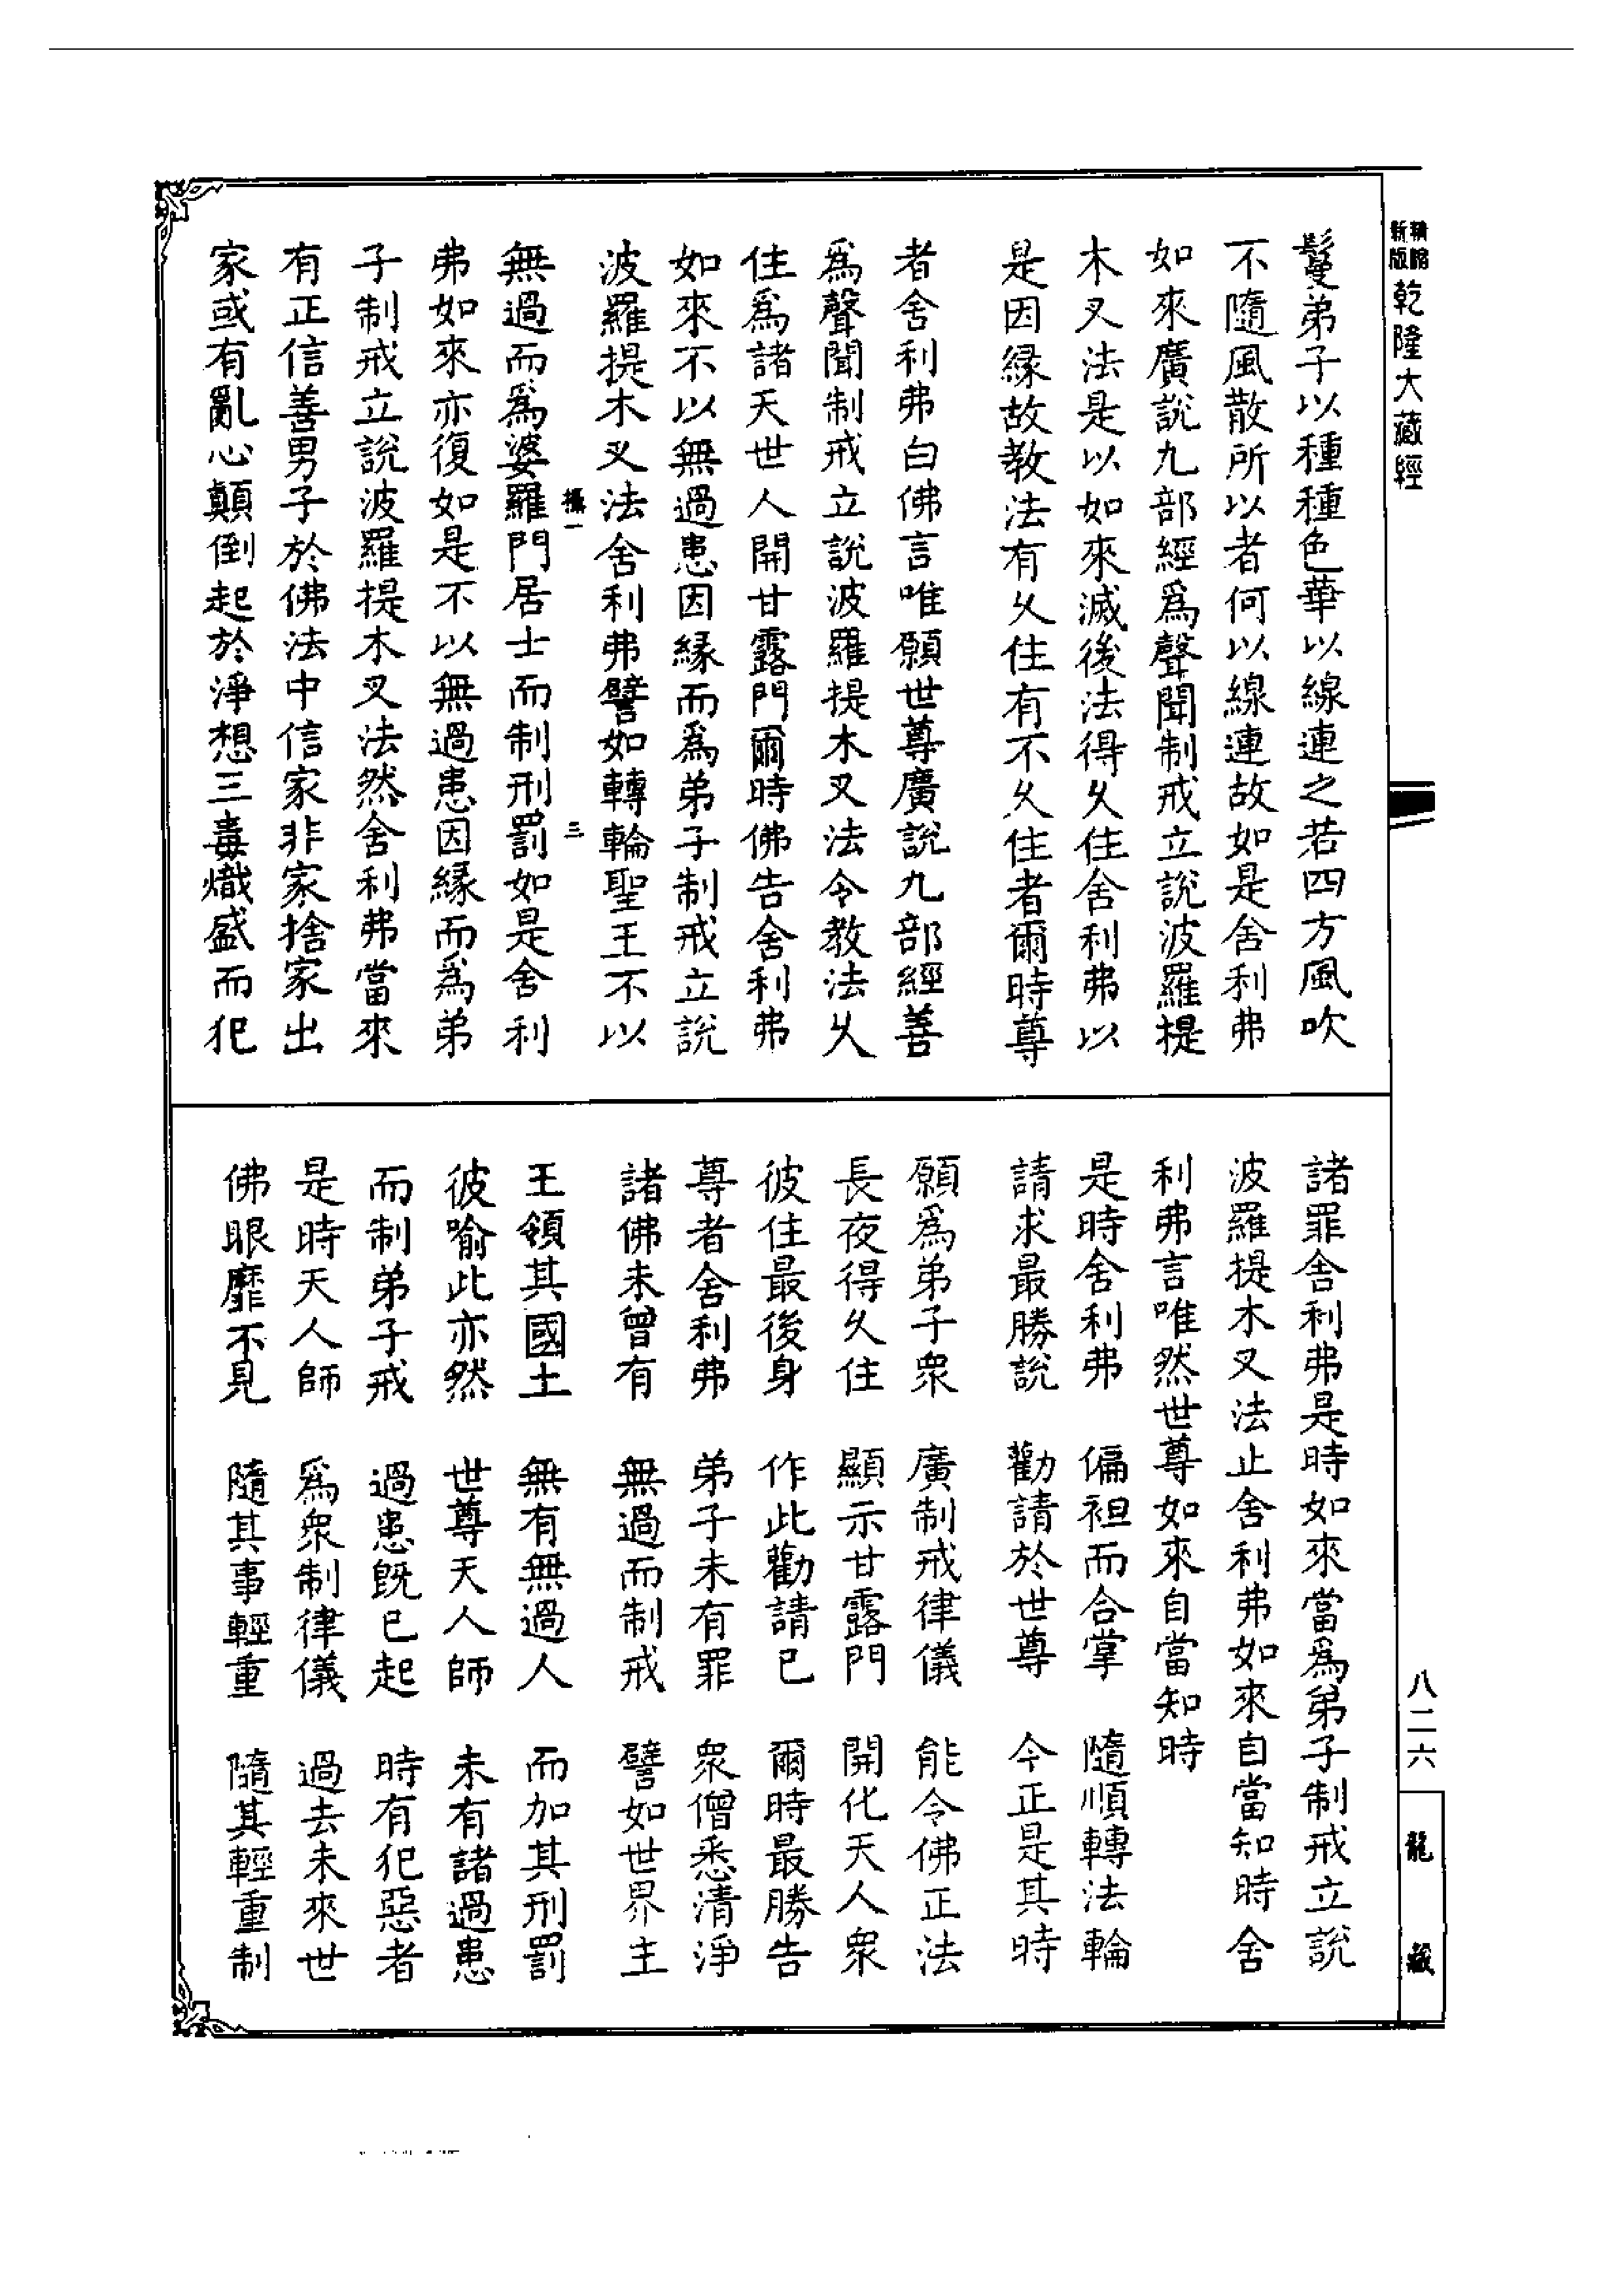 新版
精縮
乾隆大藏經
鬘弟子以種種色華以線連之若四方風吹
不隨風散所以者何以線連故如是舍利弗
如來廣說九部經爲聲聞制戒立說波羅提
木叉法是以如來滅後法得久住舍利弗以
是因緣故教法有久住有不久住者爾時尊
者舍利弗白佛言唯願世尊廣說九部經善
爲聲聞制戒立說波羅提木叉法令教法久
住爲諸天世人開甘露門爾時佛告舍利弗
如來不以無過患因緣而爲弟子制戒立說
波羅提木叉法舍利弗譬如轉輪聖王不以
三
無過而爲婆羅門居士而制刑罰如是舍利
弗如來亦復如是不以無過患因緣而爲弟
子制戒立說波羅提木叉法然舍利弗當來
有正信善男子於佛法中信家非家捨家出
家或有亂心顛倒起於淨想三毒熾盛而犯
諸罪舍利弗是時如來當爲弟子制戒立說
波羅提木叉法止舍利弗如來自當知時舍
利弗言唯然世尊如來自當知時
是時舍利弗　偏袒而合掌　隨順轉法輪
請求最勝說　勸請於世尊　今正是其時
願爲弟子衆　廣制戒律儀　能令佛正法
長夜得久住　顯示甘露門　開化天人衆
彼住最後身　作此勸請已　爾時最勝告
尊者舍利弗　弟子未有罪　衆僧悉清淨
諸佛未曾有　無過而制戒　譬如世界主
王領其國土　無有無過人　而加其刑罰
彼喻此亦然　世尊天人師　未有諸過患
而制弟子戒　過患旣已起　時有犯惡者
是時天人師　爲衆制律儀　過去未來世
佛眼靡不見　隨其事輕重　隨其輕重制
八二六
龍藏